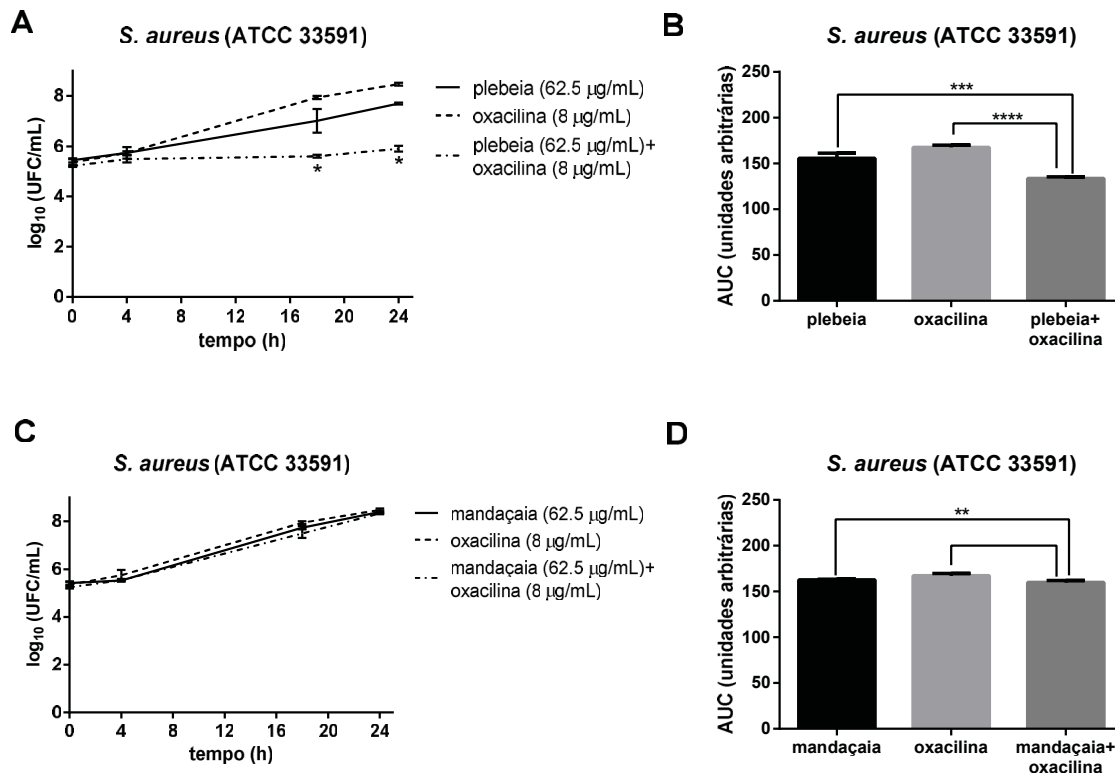 A
S. aureus (ATCC 33591)
log10 (UFC/mL)
8
6
4
2
0
0 4 8 12 16 20 24
tempo (h)
plebeia (62.5 µg/mL)
oxacilina (8 µg/mL)
plebeia (62.5 µg/mL)+
oxacilina (8 µg/mL)
*
*
B
S. aureus (ATCC 33591)
AUC (unidades arbitrárias)
250
200
150
100
50
0
***
****
plebeia oxacilina plebeia+
oxacilina
C
S. aureus (ATCC 33591)
log10 (UFC/mL)
8
6
4
2
0
0 4 8 12 16 20 24
tempo (h)
mandaçaia (62.5 µg/mL)
oxacilina (8 µg/mL)
mandaçaia (62.5 µg/mL)+
oxacilina (8 µg/mL)
D
S. aureus (ATCC 33591)
AUC (unidades arbitrárias)
250
200
150
100
50
0
**
mandaçaia oxacilina mandaçaia+
oxacilina